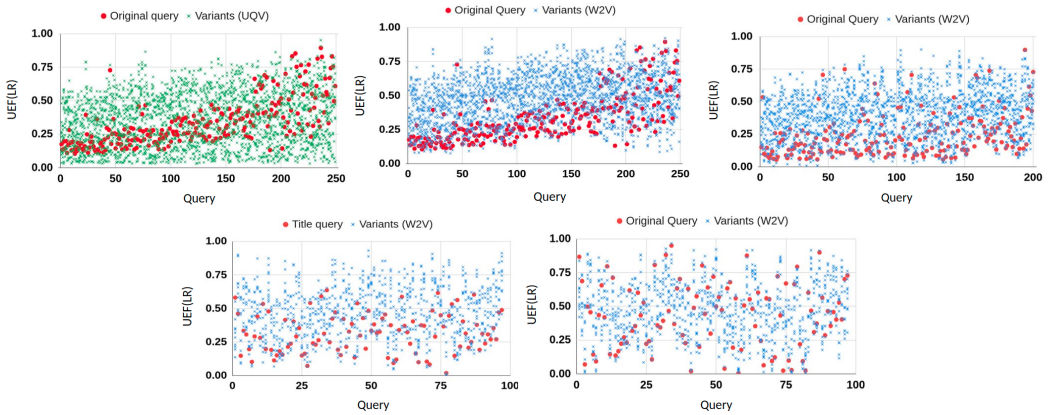 Original query Variants (UQV)
1.00
0.75
0.50
0.25
0.00
UEF(LR)
0 50 100 150 200 250
Query
Original Query Variants (W2V)
1.00
0.75
0.50
0.25
0.00
UEF(LR)
0 50 100 150 200 250
Query
Original Query Variants (W2V)
1.00
0.75
0.50
0.25
0.00
UEF(LR)
0 50 100 150 200
Query
Title query Variants (W2V)
1.00
0.75
0.50
0.25
0.00
UEF(LR)
0 25 50 75 100
Query
Original Query Variants (W2V)
1.00
0.75
0.50
0.25
0.00
UEF(LR)
0 25 50 75 100
Query